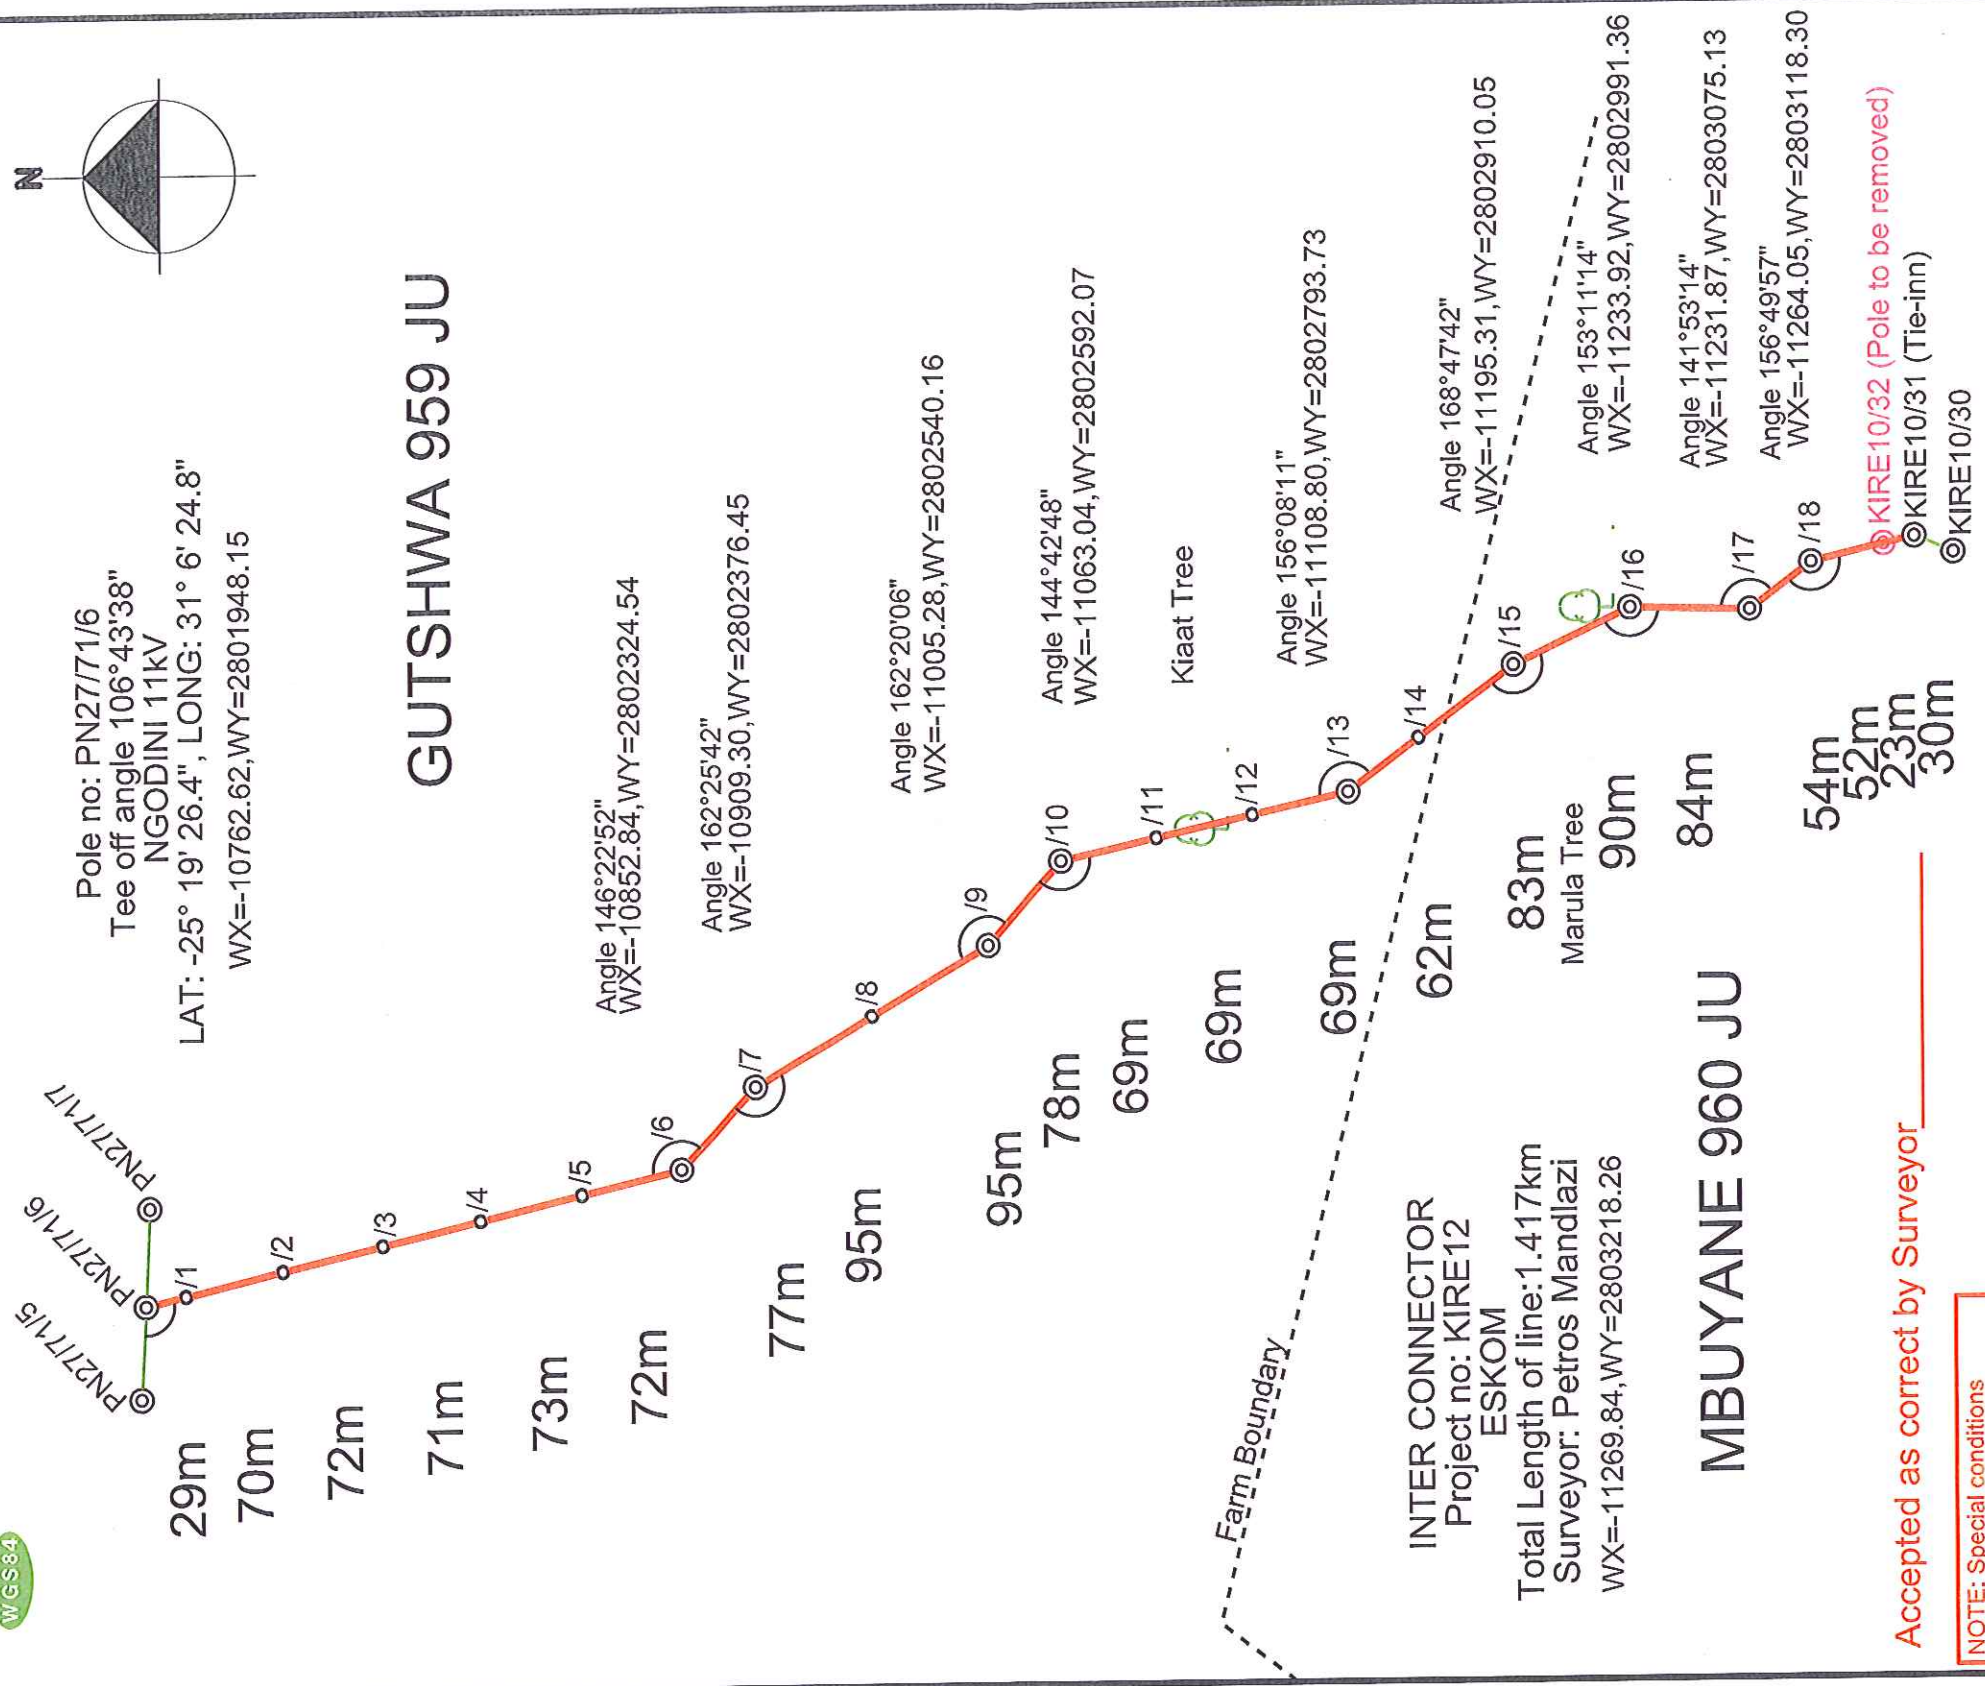 WGS84
N
PN27/71/5
PN27/71/6
PN27/71/7
Pole no: PN27/71/6
Tee off angle 106°43'38"
NGODINI 11kV
LAT: -25° 19' 26.4", LONG: 31° 6' 24.8"
WX=-10762.62,WY=2801948.15
GUTSHWA 959 JU
/1
/2
/3
/4
/5
/6
/7
/8
/9
/10
/11
/12
/13
/14
/15
/16
/17
/18
29m
70m
72m
71m
73m
72m
77m
95m
95m
78m
69m
69m
69m
62m
83m
90m
84m
54m
52m
23m
30m
Angle 146°22'52"
WX=-10852.84,WY=2802324.54
Angle 162°25'42"
WX=-10909.30,WY=2802376.45
Angle 162°20'06"
WX=-11005.28,WY=2802540.16
Angle 144°42'48"
WX=-11063.04,WY=2802592.07
Kiaat Tree
Angle 156°08'11"
WX=-11108.80,WY=2802793.73
Angle 168°47'42"
WX=-11195.31,WY=2802910.05
Marula Tree
Angle 153°11'14"
WX=-11233.92,WY=2802991.36
Angle 141°53'14"
WX=-11231.87,WY=2803075.13
Angle 156°49'57"
WX=-11264.05,WY=2803118.30
KIRE10/32 (Pole to be removed)
KIRE10/31 (Tie-inn)
KIRE10/30
Farm Boundary
INTER CONNECTOR
Project no: KIRE12
ESKOM
Total Length of line:1.417km
Surveyor: Petros Mandlazi
WX=-11269.84,WY=2803218.26
MBUYANE 960 JU
Accepted as correct by Surveyor
NOTE: Special conditions